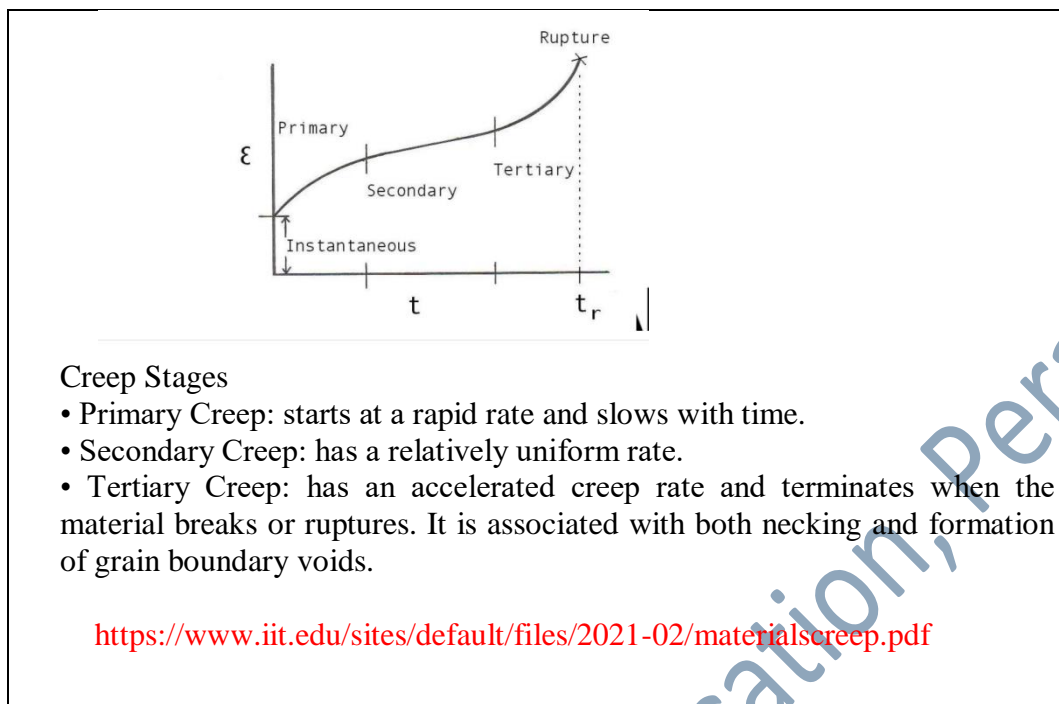 Rupture
Primary
ε
Tertiary
Secondary
Instantaneous
t
tr
Creep Stages
• Primary Creep: starts at a rapid rate and slows with time.
• Secondary Creep: has a relatively uniform rate.
• Tertiary Creep: has an accelerated creep rate and terminates when the
material breaks or ruptures. It is associated with both necking and formation
of grain boundary voids.
https://www.iit.edu/sites/default/files/2021-02/materialscreep.pdf